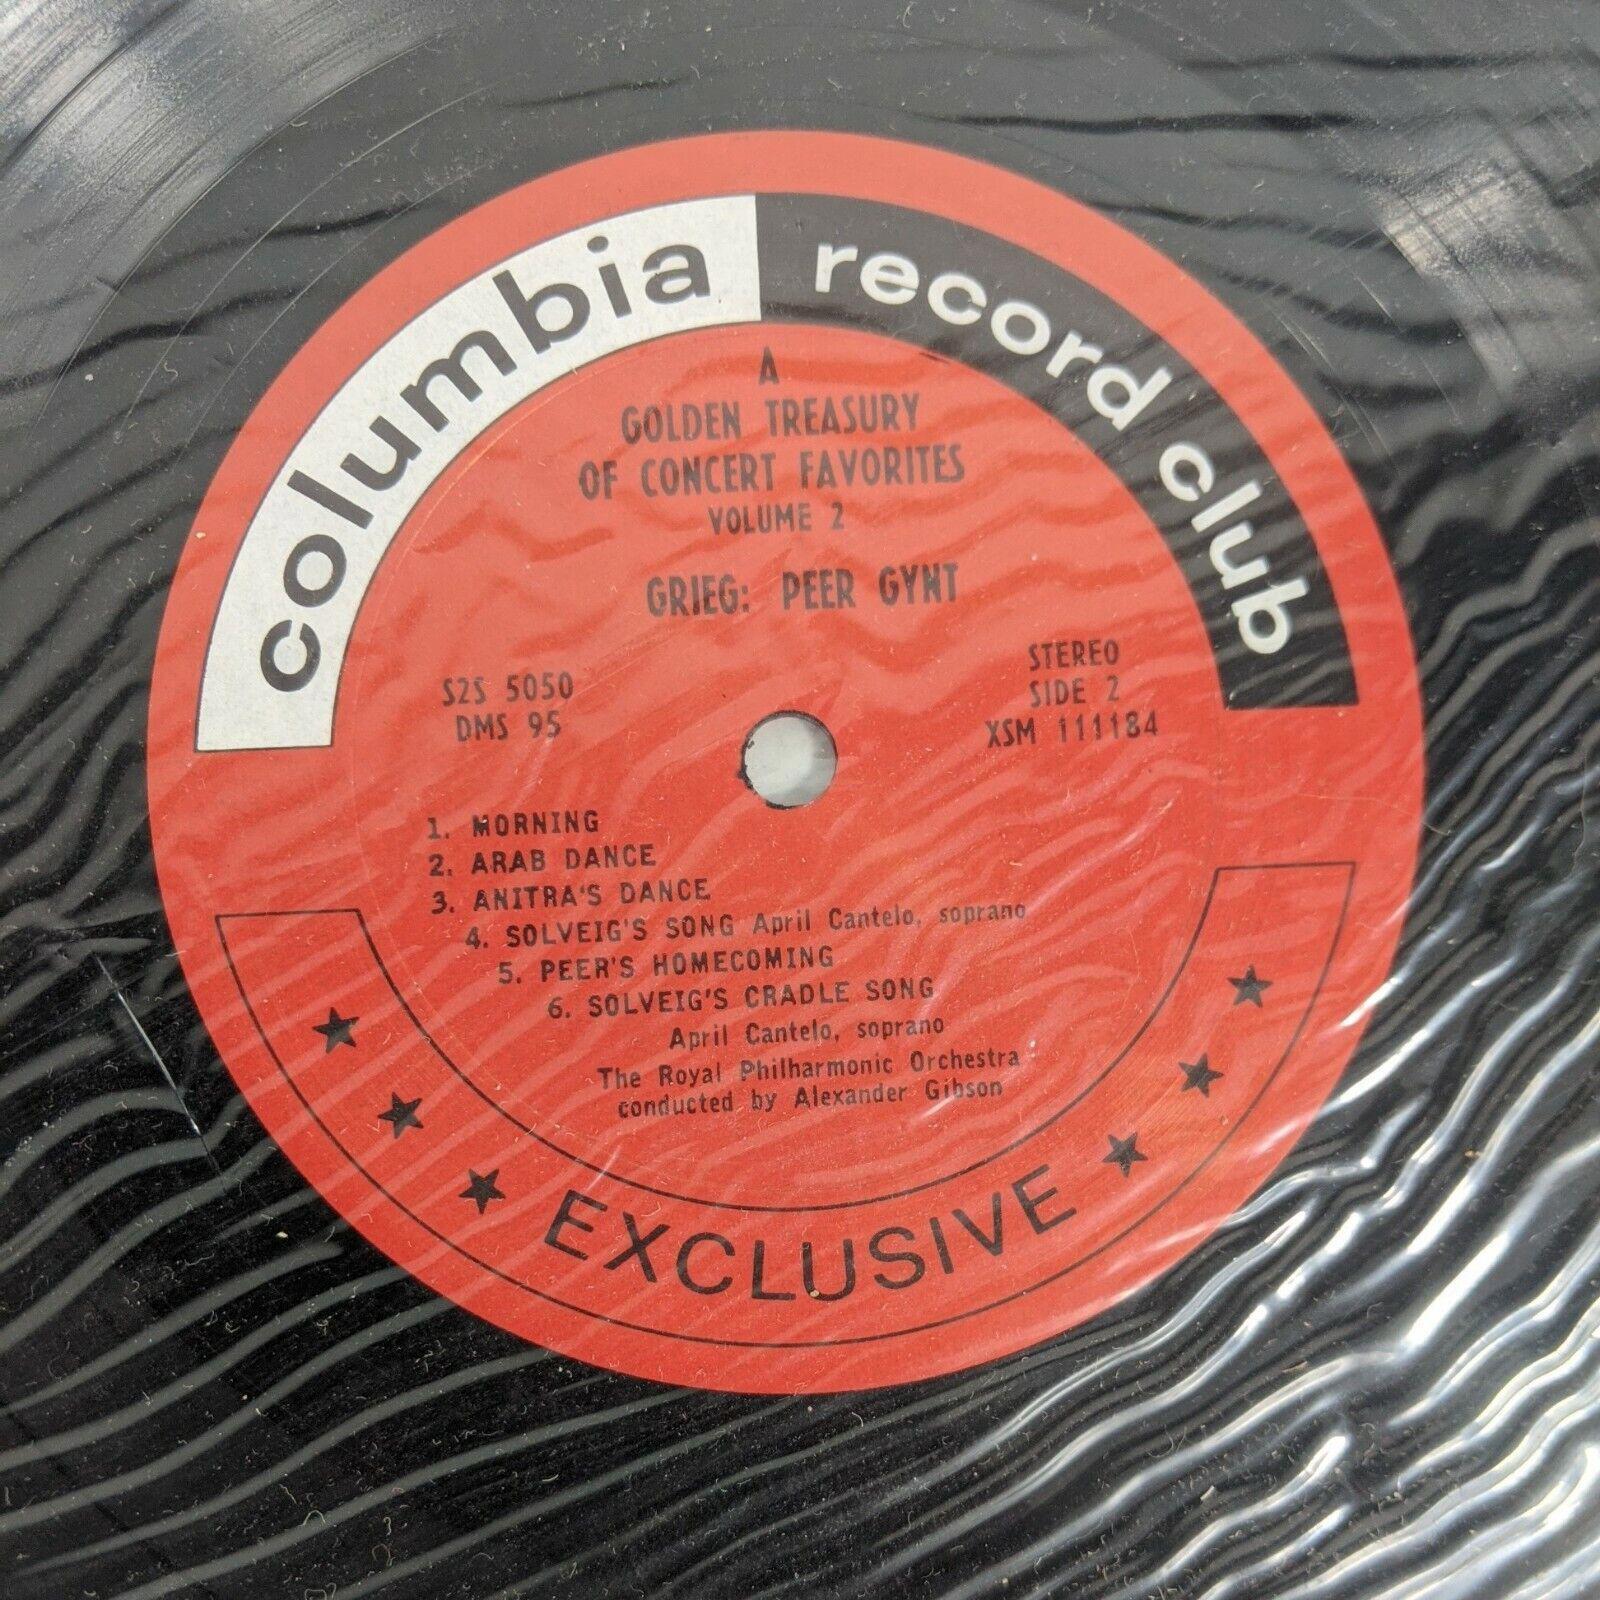 columbia record club
A
GOLDEN TREASURY
OF CONCERT FAVORITES
VOLUME 2
GRIEG: PEER GYNT
S2S 5050
DMS 95
STEREO
SIDE 2
XSM 111184
1. MORNING
2. ARAB DANCE
3. ANITRA'S DANCE
4. SOLVEIG'S SONG April Cantelo, soprano
5. PEER'S HOMECOMING
6. SOLVEIG'S CRADLE SONG
April Cantelo, soprano
The Royal Philharmonic Orchestra
conducted by Alexander Gibson
★ ★ ★ EXCLUSIVE ★ ★ ★